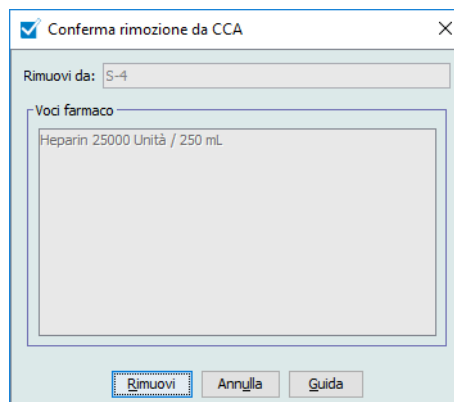 Conferma rimozione da CCA
Rimuovi da: S-4
Voci farmaco
Heparin 25000 Unità / 250 mL
Rimuovi Annulla Guida